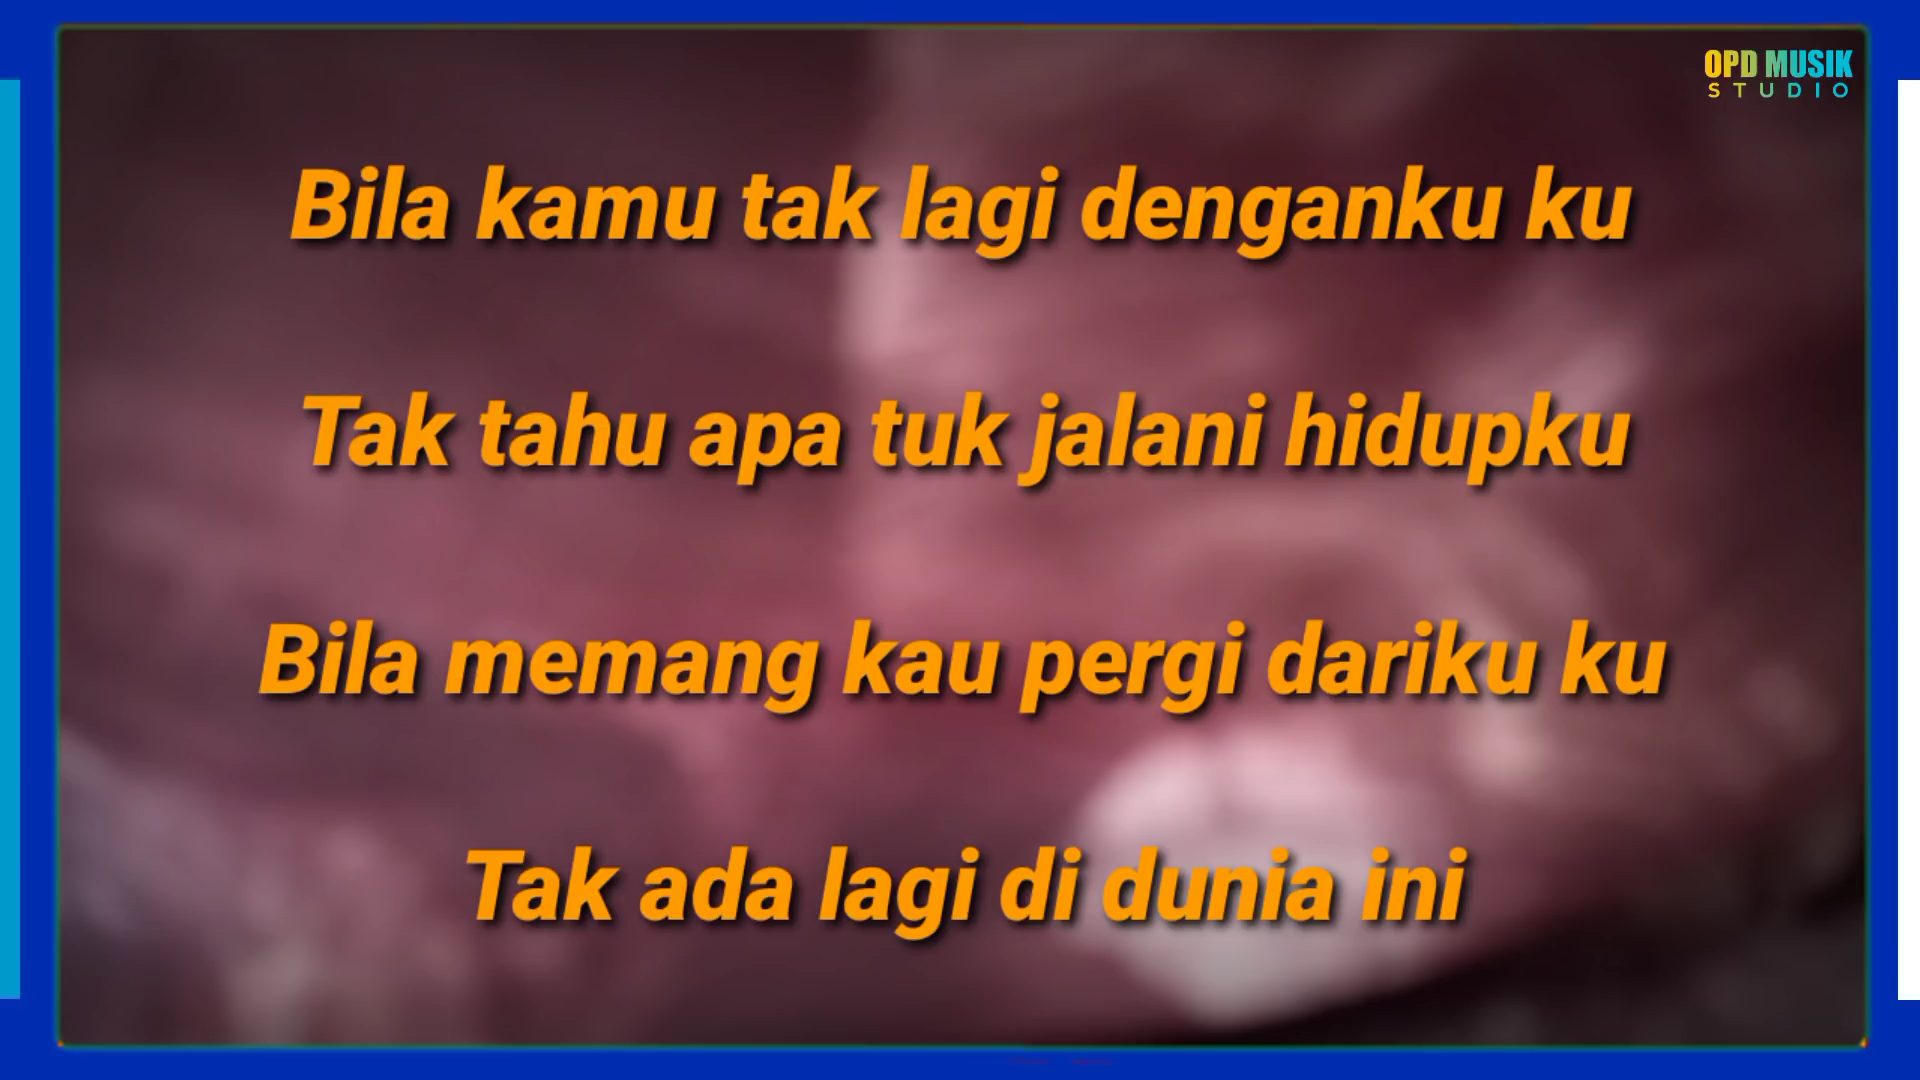 OPD MUSIK
STUDIO
Bila kamu tak lagi denganku ku
Tak tahu apa tuk jalani hidupku
Bila memang kau pergi dariku ku
Tak ada lagi di dunia ini